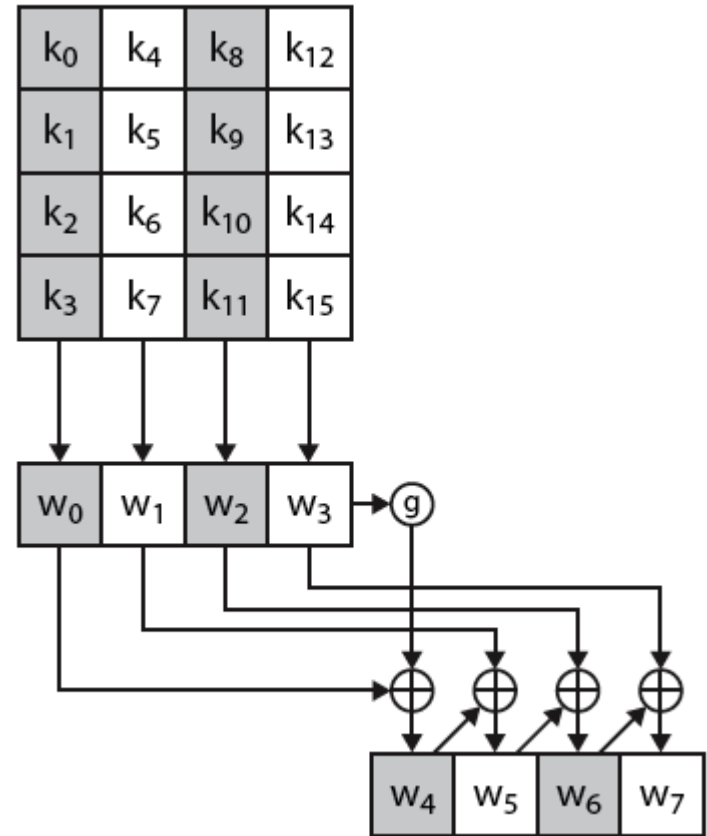 k₀ k₄ k₈ k₁₂
k₁ k₅ k₉ k₁₃
k₂ k₆ k₁₀ k₁₄
k₃ k₇ k₁₁ k₁₅
w₀ w₁ w₂ w₃ g
w₄ w₅ w₆ w₇